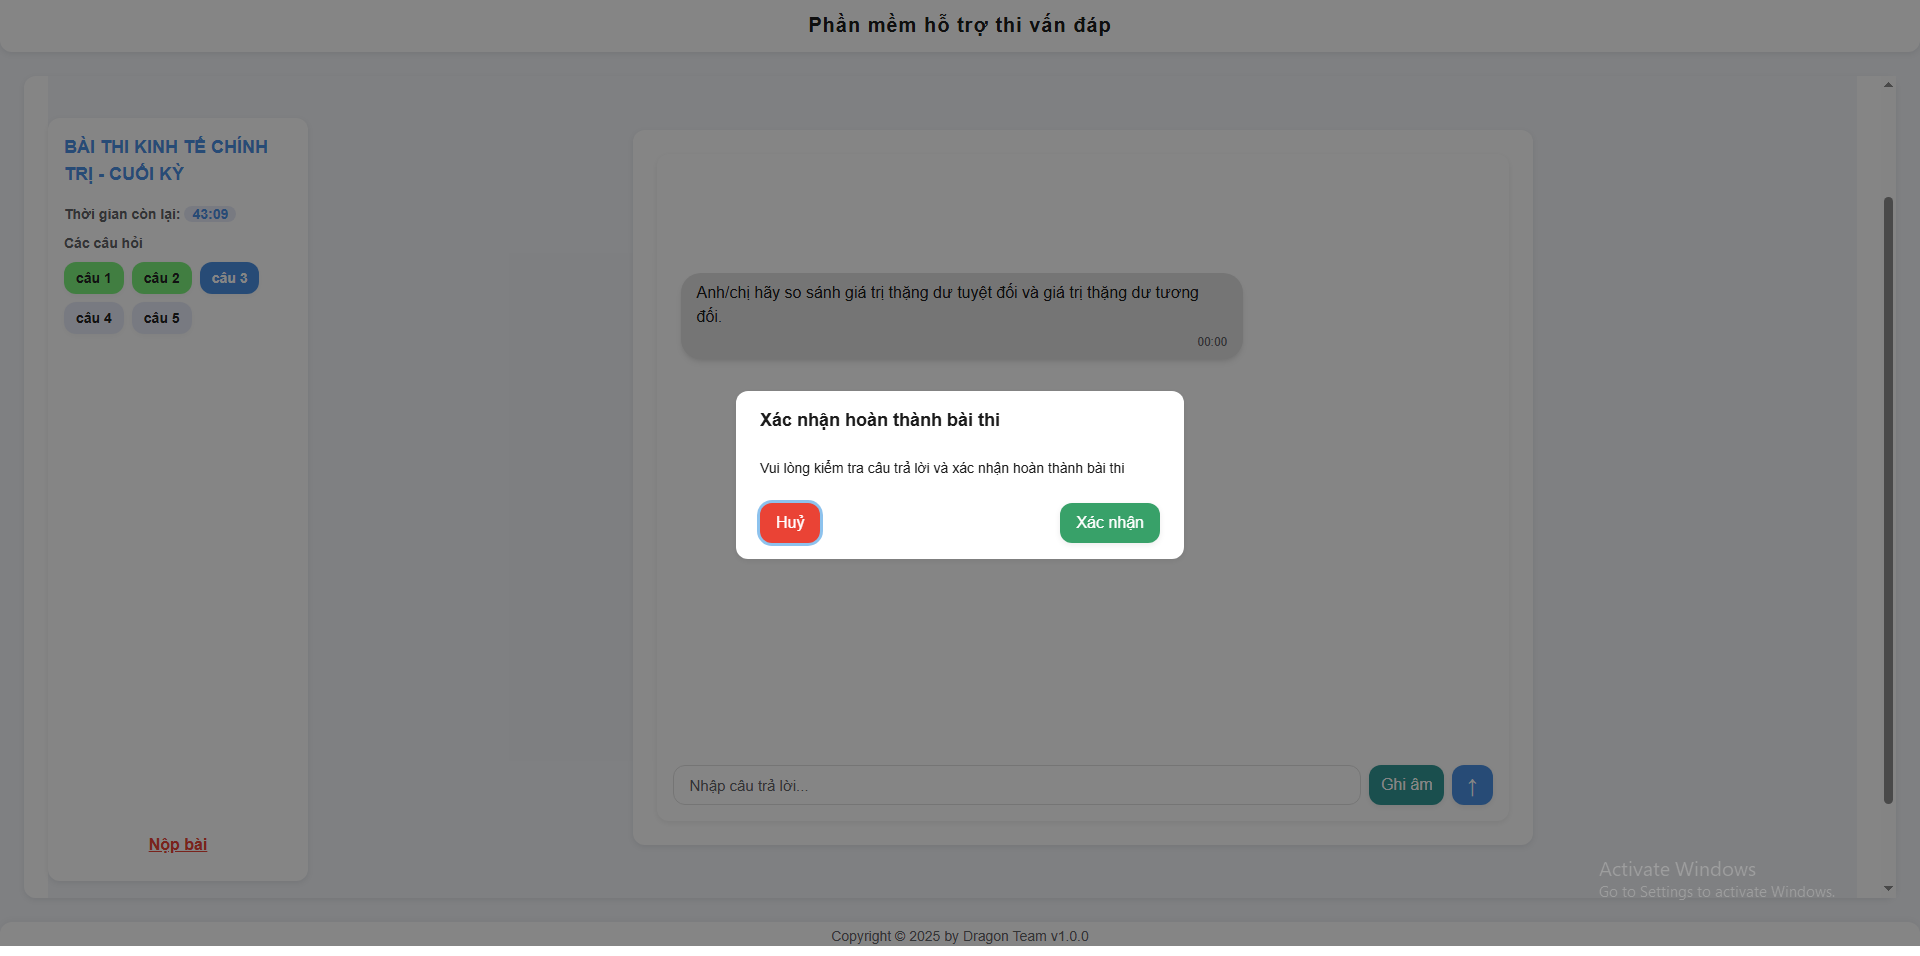 Phần mềm hỗ trợ thi vấn đáp
BÀI THI KINH TẾ CHÍNH
TRỊ - CUỐI KỲ
Thời gian còn lại: 43:09
Các câu hỏi
câu 1 câu 2 câu 3
câu 4 câu 5
Nộp bài
Anh/chị hãy so sánh giá trị thặng dư tuyệt đối và giá trị thặng dư tương
đối.
00:00
Xác nhận hoàn thành bài thi
Vui lòng kiểm tra câu trả lời và xác nhận hoàn thành bài thi
Huỷ Xác nhận
Nhập câu trả lời... Ghi âm ↑
Activate Windows
Go to Settings to activate Windows.
Copyright © 2025 by Dragon Team v1.0.0